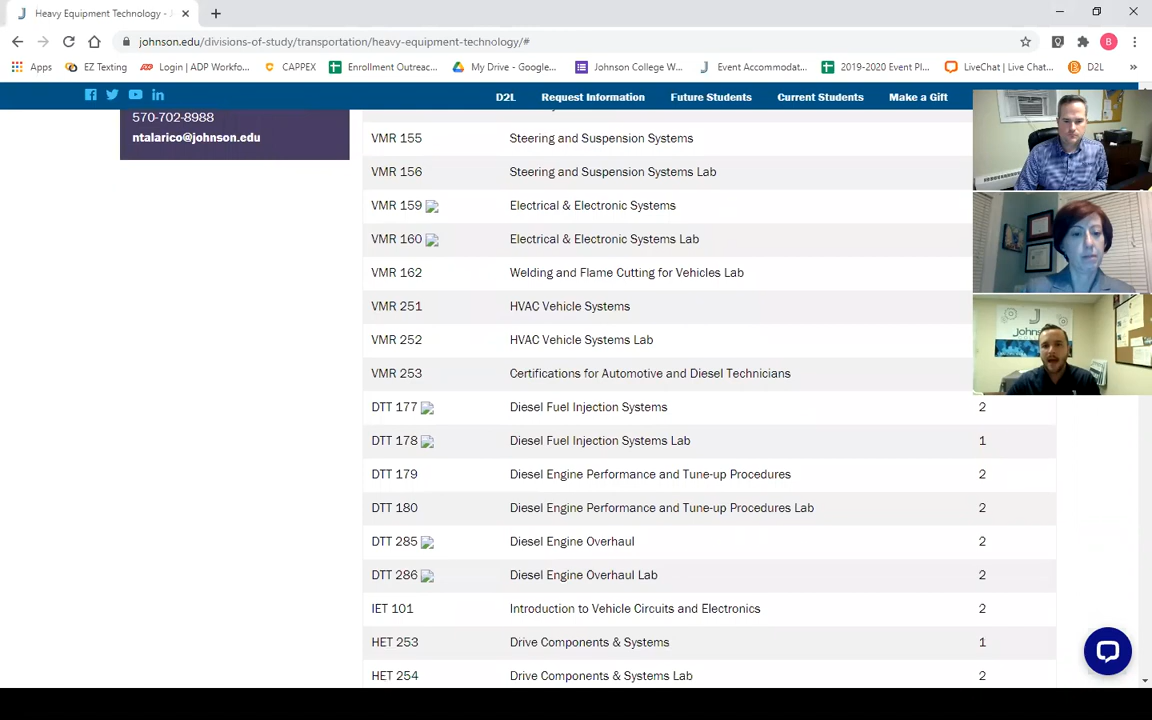 Heavy Equipment Technology - J
johnson.edu/divisions-of-study/transportation/heavy-equipment-technology/#
B
Apps
EZ Texting
Login | ADP Workfo...
CAPPEX
Enrollment Outreac...
My Drive - Google...
Johnson College W...
Event Accommodat...
2019-2020 Event Pl...
LiveChat | Live Chat...
D2L
D2L
Request Information
Future Students
Current Students
Make a Gift
570-702-8988
ntalarico@johnson.edu
VMR 155 Steering and Suspension Systems
VMR 156 Steering and Suspension Systems Lab
VMR 159 Electrical & Electronic Systems
VMR 160 Electrical & Electronic Systems Lab
VMR 162 Welding and Flame Cutting for Vehicles Lab
VMR 251 HVAC Vehicle Systems
VMR 252 HVAC Vehicle Systems Lab
VMR 253 Certifications for Automotive and Diesel Technicians
DTT 177 Diesel Fuel Injection Systems 2
DTT 178 Diesel Fuel Injection Systems Lab 1
DTT 179 Diesel Engine Performance and Tune-up Procedures 2
DTT 180 Diesel Engine Performance and Tune-up Procedures Lab 2
DTT 285 Diesel Engine Overhaul 2
DTT 286 Diesel Engine Overhaul Lab 2
IET 101 Introduction to Vehicle Circuits and Electronics 2
HET 253 Drive Components & Systems 1
HET 254 Drive Components & Systems Lab 2